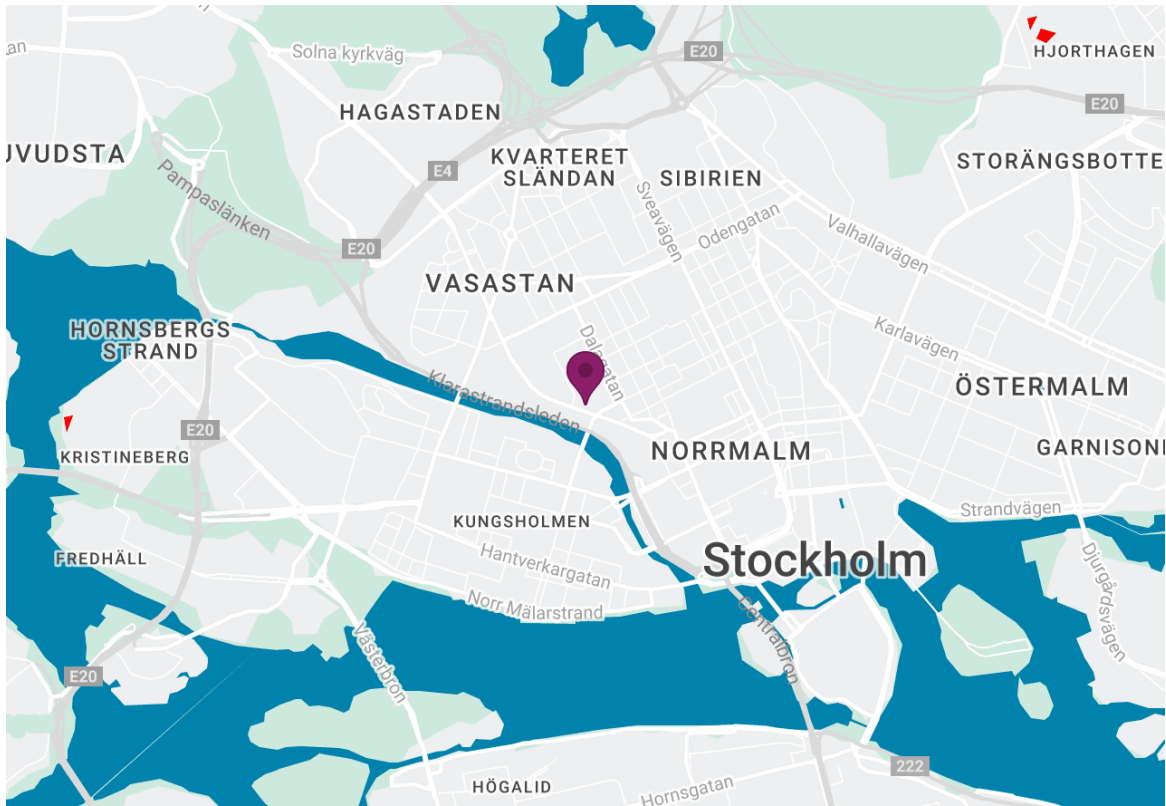 Solna kyrkväg
E20
HJORTHAGEN
HAGASTADEN
E20
KVARTERET
SLÄNDAN
SIBIRIEN
STORÄNGSBOTTE
JVUDSTA
E4
Pampaslänken
Sveavägen
Odengatan
Valhallavägen
E20
VASASTAN
HORNSBERGS
STRAND
Karlavägen
Dalagatan
Klarastrandsleden
ÖSTERMALM
E20
KRISTINEBERG
NORRMALM
GARNISON
Strandvägen
KUNGSHOLMEN
FREDHÄLL
Hantverkargatan
Stockholm
Djurgårdsvägen
Norr Mälarstrand
Centralbron
Västerbron
E20
222
HÖGALID
Hornsgatan